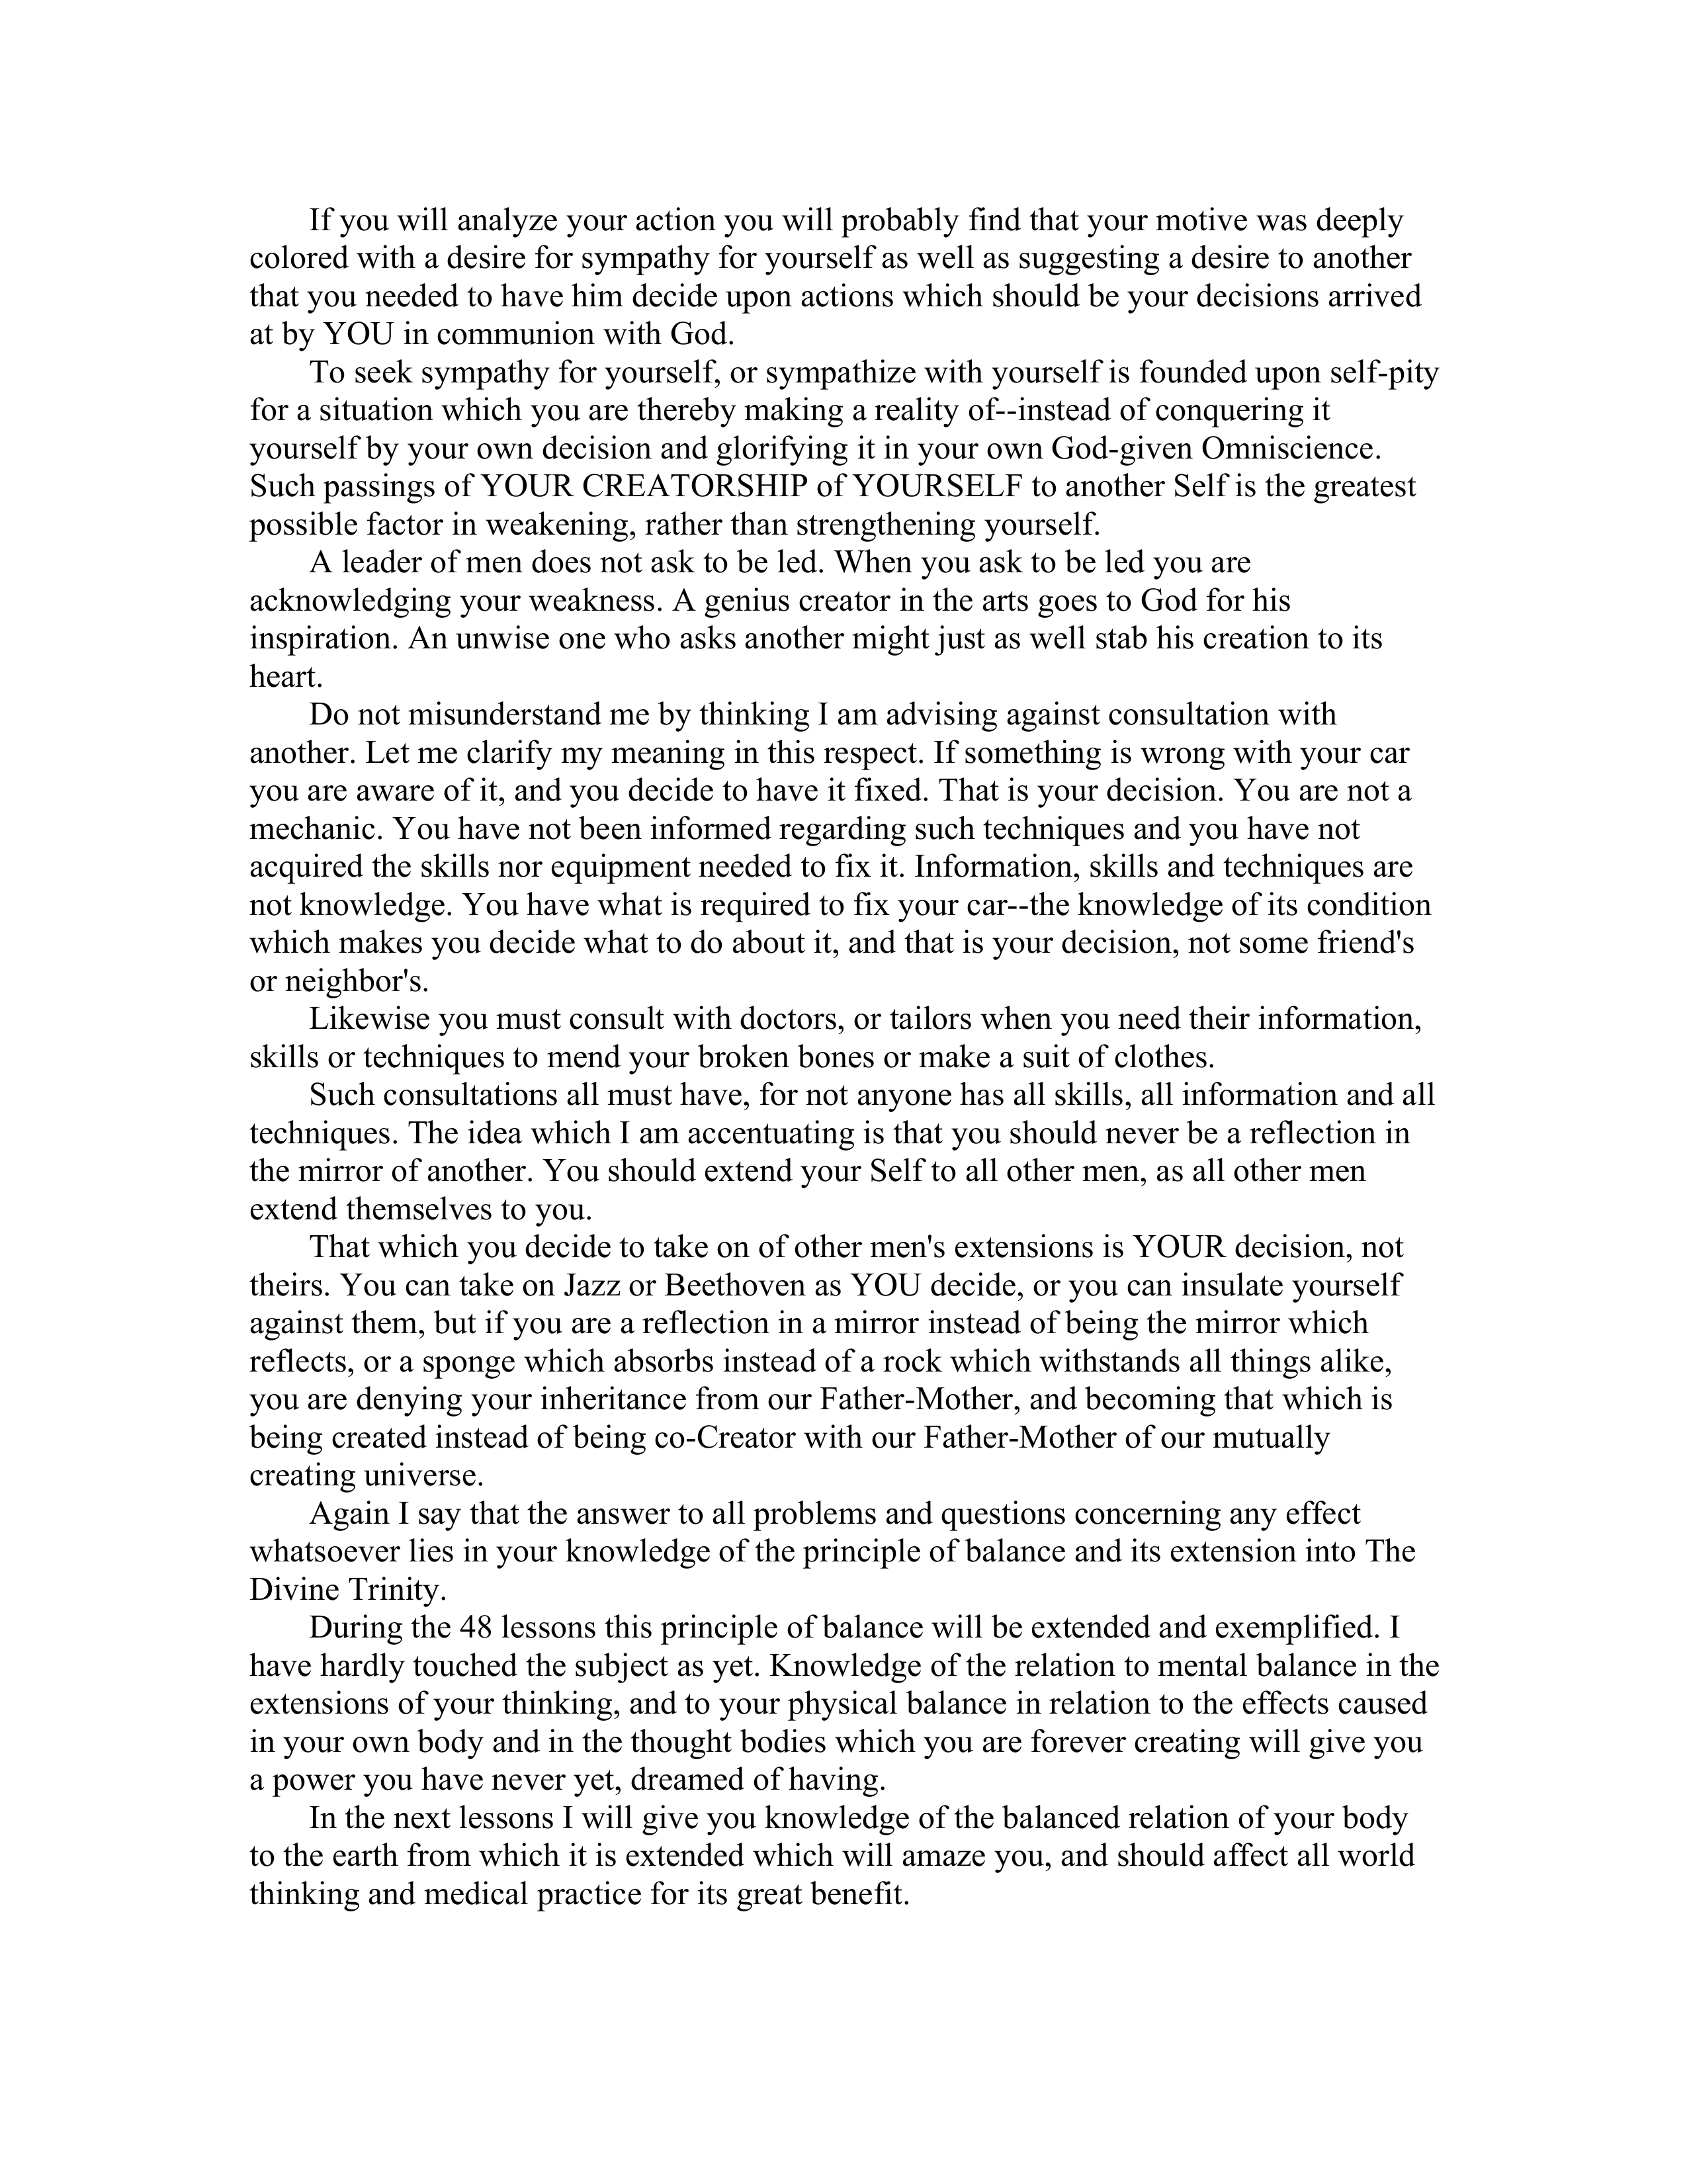 If you will analyze your action you will probably find that your motive was deeply
colored with a desire for sympathy for yourself as well as suggesting a desire to another
that you needed to have him decide upon actions which should be your decisions arrived
at by YOU in communion with God.
To seek sympathy for yourself, or sympathize with yourself is founded upon self-pity
for a situation which you are thereby making a reality of--instead of conquering it
yourself by your own decision and glorifying it in your own God-given Omniscience.
Such passings of YOUR CREATORSHIP of YOURSELF to another Self is the greatest
possible factor in weakening, rather than strengthening yourself.
A leader of men does not ask to be led. When you ask to be led you are
acknowledging your weakness. A genius creator in the arts goes to God for his
inspiration. An unwise one who asks another might just as well stab his creation to its
heart.
Do not misunderstand me by thinking I am advising against consultation with
another. Let me clarify my meaning in this respect. If something is wrong with your car
you are aware of it, and you decide to have it fixed. That is your decision. You are not a
mechanic. You have not been informed regarding such techniques and you have not
acquired the skills nor equipment needed to fix it. Information, skills and techniques are
not knowledge. You have what is required to fix your car--the knowledge of its condition
which makes you decide what to do about it, and that is your decision, not some friend's
or neighbor's.
Likewise you must consult with doctors, or tailors when you need their information,
skills or techniques to mend your broken bones or make a suit of clothes.
Such consultations all must have, for not anyone has all skills, all information and all
techniques. The idea which I am accentuating is that you should never be a reflection in
the mirror of another. You should extend your Self to all other men, as all other men
extend themselves to you.
That which you decide to take on of other men's extensions is YOUR decision, not
theirs. You can take on Jazz or Beethoven as YOU decide, or you can insulate yourself
against them, but if you are a reflection in a mirror instead of being the mirror which
reflects, or a sponge which absorbs instead of a rock which withstands all things alike,
you are denying your inheritance from our Father-Mother, and becoming that which is
being created instead of being co-Creator with our Father-Mother of our mutually
creating universe.
Again I say that the answer to all problems and questions concerning any effect
whatsoever lies in your knowledge of the principle of balance and its extension into The
Divine Trinity.
During the 48 lessons this principle of balance will be extended and exemplified. I
have hardly touched the subject as yet. Knowledge of the relation to mental balance in the
extensions of your thinking, and to your physical balance in relation to the effects caused
in your own body and in the thought bodies which you are forever creating will give you
a power you have never yet, dreamed of having.
In the next lessons I will give you knowledge of the balanced relation of your body
to the earth from which it is extended which will amaze you, and should affect all world
thinking and medical practice for its great benefit.